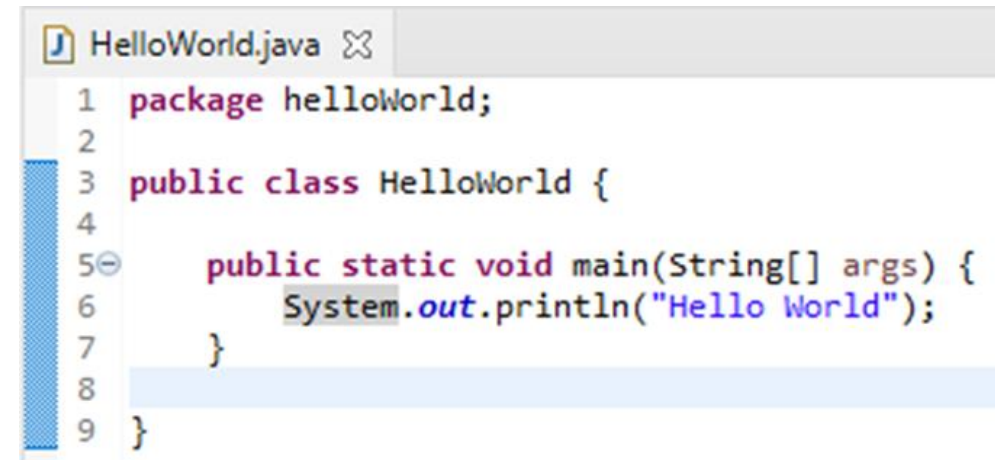 HelloWorld.java
1 package helloWorld;
2
3 public class HelloWorld {
4
5 public static void main(String[] args) {
6 System.out.println("Hello World");
7 }
8
9 }